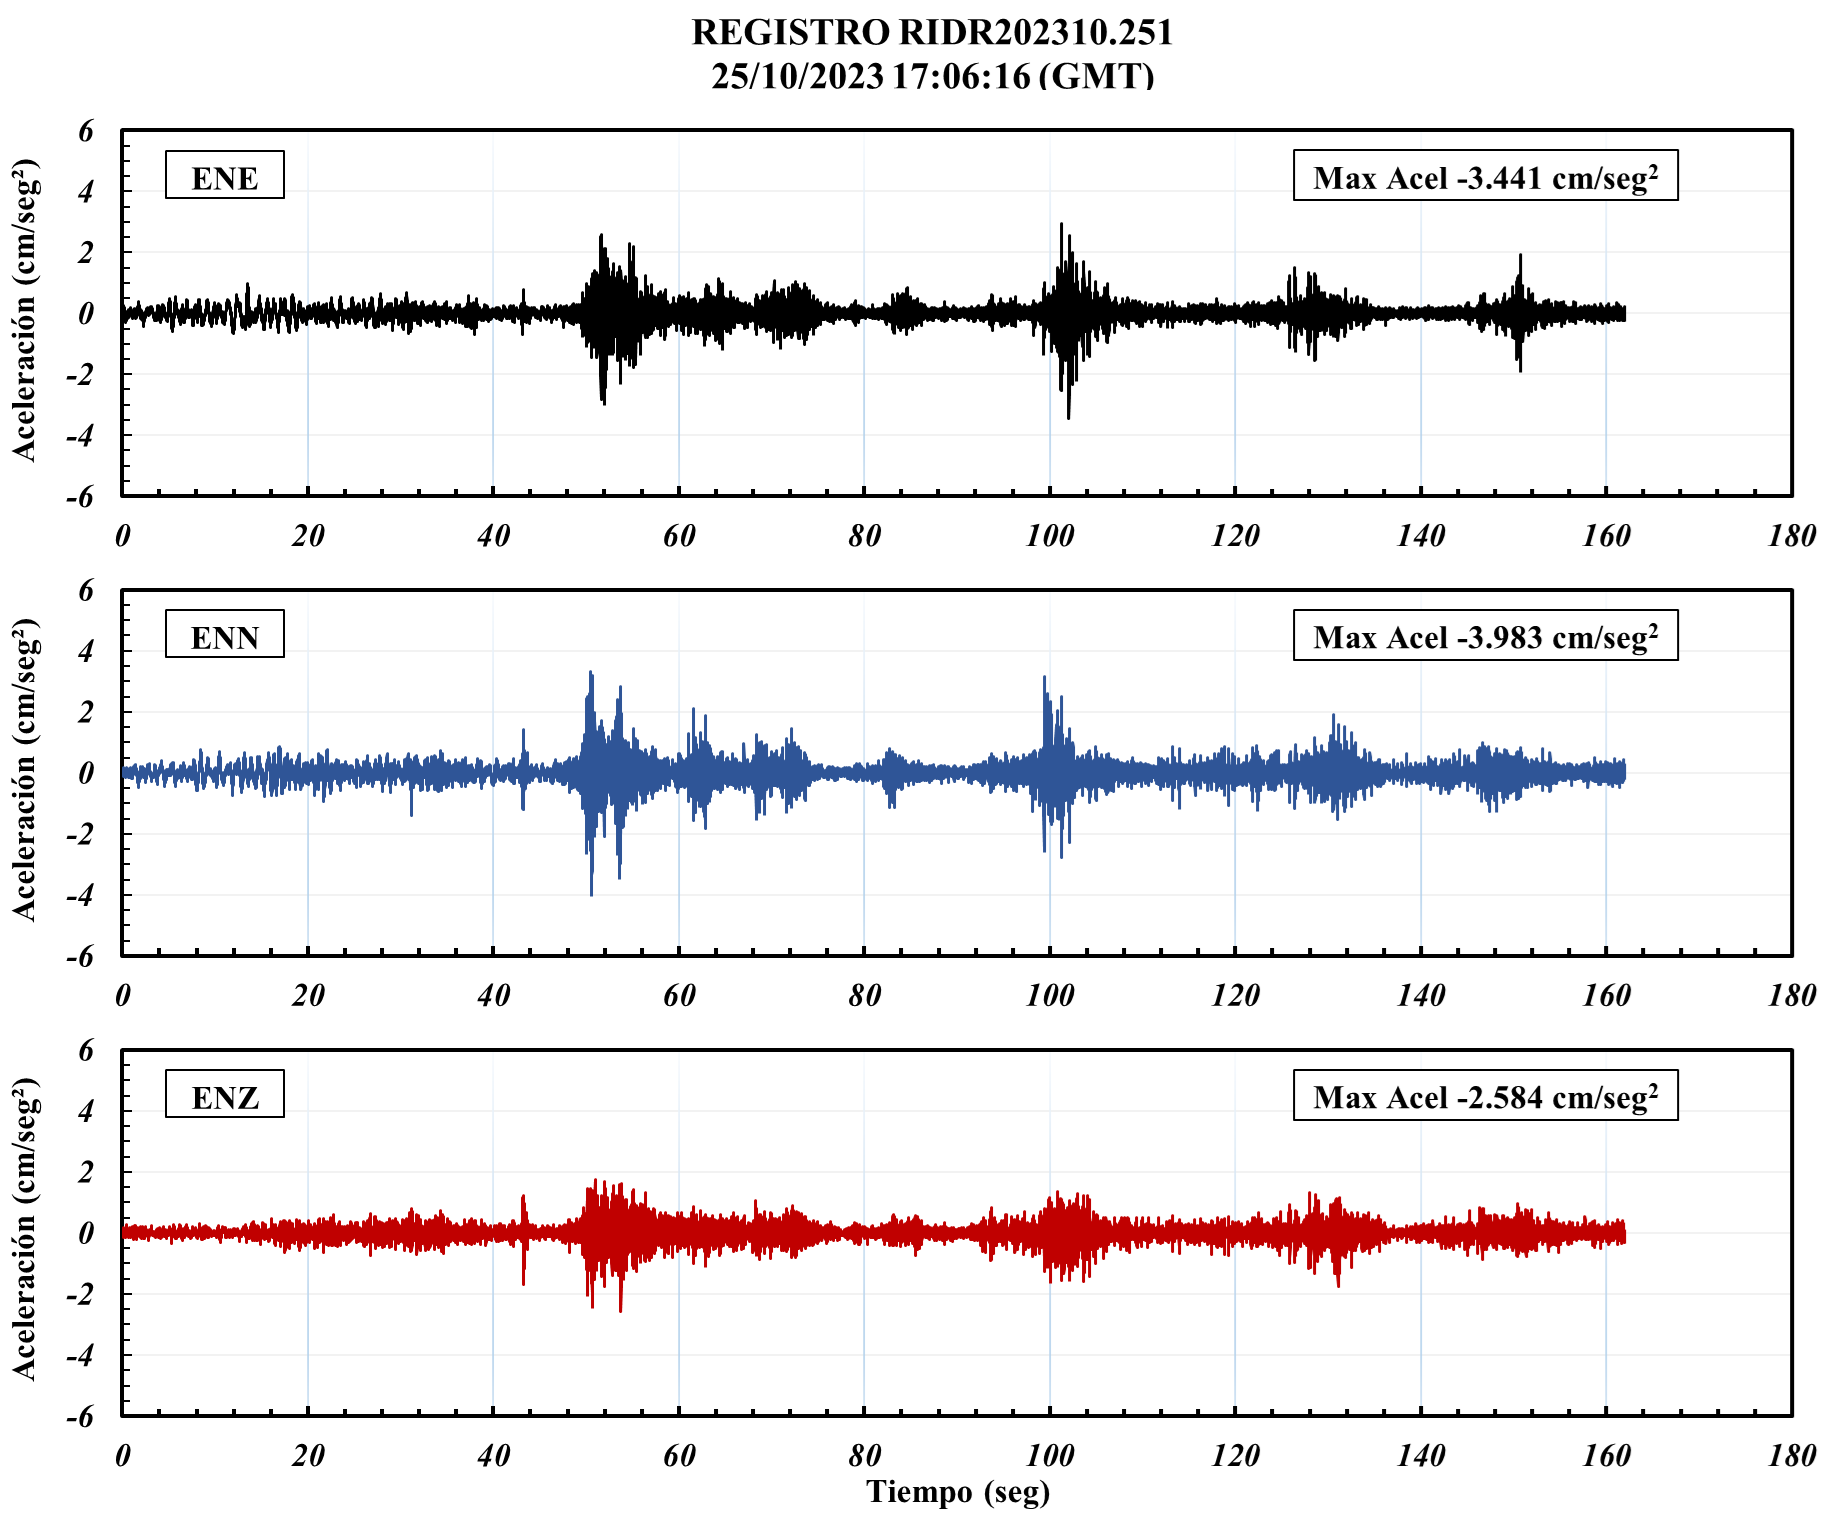 REGISTRO RIDR202310.251
25/10/2023 17:06:16 (GMT)
Aceleración (cm/seg²)
6
4
2
0
-2
-4
-6
ENE
Max Acel -3.441 cm/seg²
0 20 40 60 80 100 120 140 160 180
Aceleración (cm/seg²)
6
4
2
0
-2
-4
-6
ENN
Max Acel -3.983 cm/seg²
0 20 40 60 80 100 120 140 160 180
Aceleración (cm/seg²)
6
4
2
0
-2
-4
-6
ENZ
Max Acel -2.584 cm/seg²
0 20 40 60 80 100 120 140 160 180
Tiempo (seg)